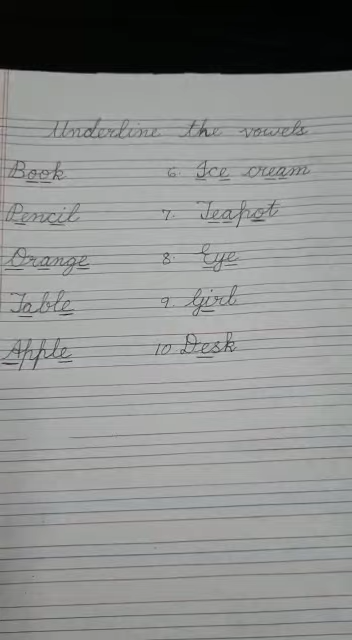 Underline the vowels
Book 6. Ice cream
Pencil 7. Teapot
Orange 8. Eye
Table 9. Girl
Apple 10. Desk